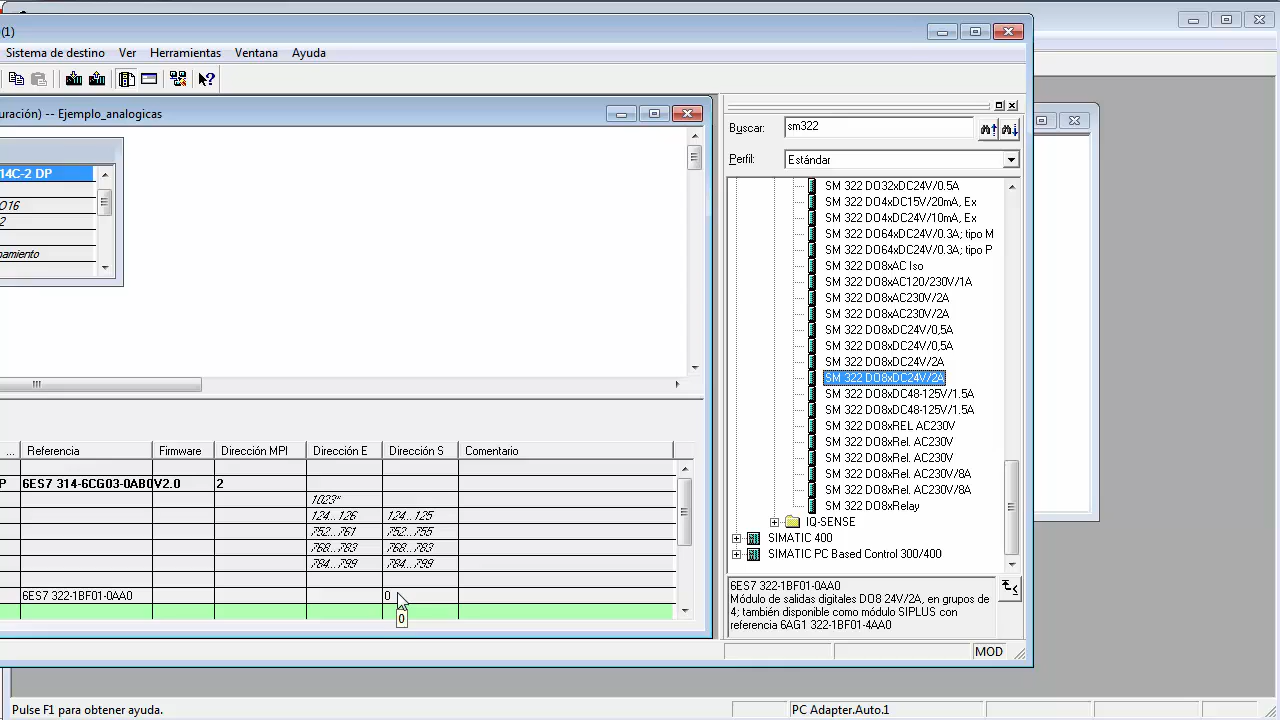 (1)
Sistema de destino Ver Herramientas Ventana Ayuda
uración) -- Ejemplo_analogicas
14C-2 DP
O16
2
namiento
Buscar: sm322
Perfil: Estándar
SM 322 DO32xDC24V/0.5A
SM 322 DO4xDC15V/20mA, Ex
SM 322 DO4xDC24V/10mA, Ex
SM 322 DO64xDC24V/0.3A; tipo M
SM 322 DO64xDC24V/0.3A; tipo P
SM 322 DO8xAC Iso
SM 322 DO8xAC120/230V/1A
SM 322 DO8xAC230V/2A
SM 322 DO8xAC230V/2A
SM 322 DO8xDC24V/0,5A
SM 322 DO8xDC24V/0.5A
SM 322 DO8xDC24V/2A
SM 322 DO8xDC24V/2A
SM 322 DO8xDC48-125V/1.5A
SM 322 DO8xDC48-125V/1.5A
SM 322 DO8xREL AC230V
SM 322 DO8xRel. AC230V
SM 322 DO8xRel. AC230V
SM 322 DO8xRel. AC230V/8A
SM 322 DO8xRel. AC230V/8A
SM 322 DO8xRelay
IQ-SENSE
SIMATIC 400
SIMATIC PC Based Control 300/400
6ES7 322-1BF01-0AA0
Módulo de salidas digitales DO8 24V/2A, en grupos de
4; también disponible como módulo SIPLUS con
referencia 6AG1 322-1BF01-4AA0
... Referencia Firmware Dirección MPI Dirección E Dirección S Comentario
P 6ES7 314-6CG03-0AB0 V2.0 2
1023*
124...126 124...125
752...761 752...755
768...783 768...783
784...799 784...799
6ES7 322-1BF01-0AA0 0
0
MOD
Pulse F1 para obtener ayuda. PC Adapter.Auto.1